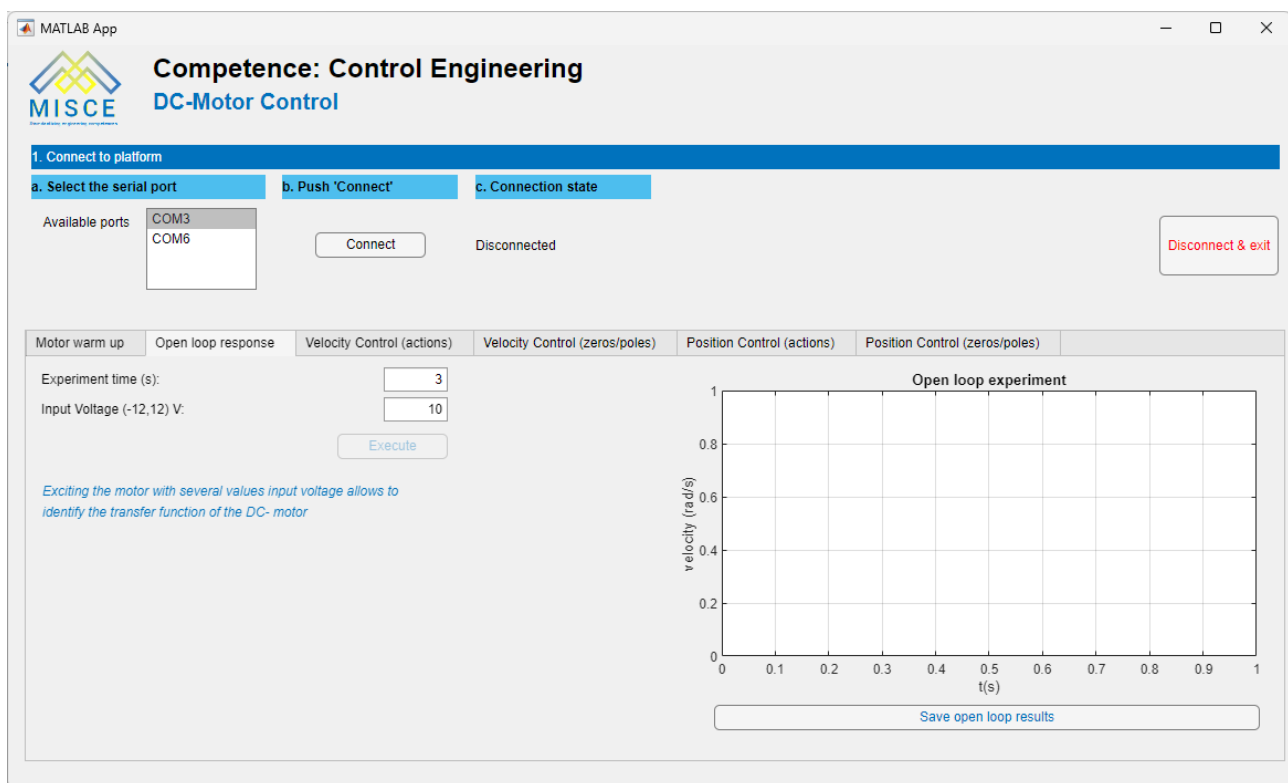 MATLAB App
MISCE
Competence: Control Engineering
DC-Motor Control
1. Connect to platform
a. Select the serial port
b. Push 'Connect'
c. Connection state
Available ports
COM3
COM6
Connect
Disconnected
Disconnect & exit
Motor warm up
Open loop response
Velocity Control (actions)
Velocity Control (zeros/poles)
Position Control (actions)
Position Control (zeros/poles)
Experiment time (s):
3
Input Voltage (-12,12) V:
10
Execute
Exciting the motor with several values input voltage allows to
identify the transfer function of the DC- motor
Open loop experiment
velocity (rad/s)
1
0.8
0.6
0.4
0.2
0
0 0.1 0.2 0.3 0.4 0.5 0.6 0.7 0.8 0.9 1
t(s)
Save open loop results